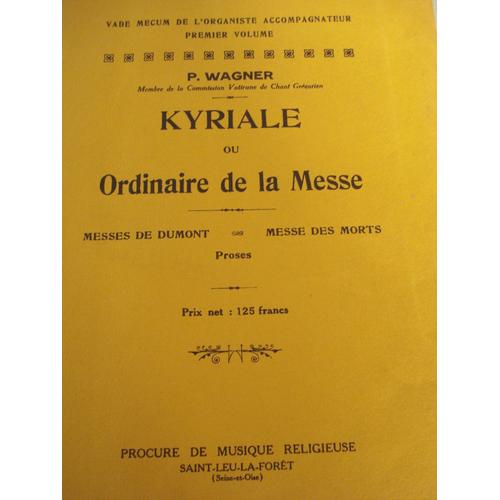 VADE MECUM DE L'ORGANISTE ACCOMPAGNATEUR
PREMIER VOLUME
P. WAGNER
Membre de la Commission Vaticane de Chant Grégorien
KYRIALE
OU
Ordinaire de la Messe
MESSES DE DUMONT MESSE DES MORTS
Proses
Prix net : 125 francs
PROCURE DE MUSIQUE RELIGIEUSE
SAINT-LEU-LA-FORÊT
(Seine-et-Oise)